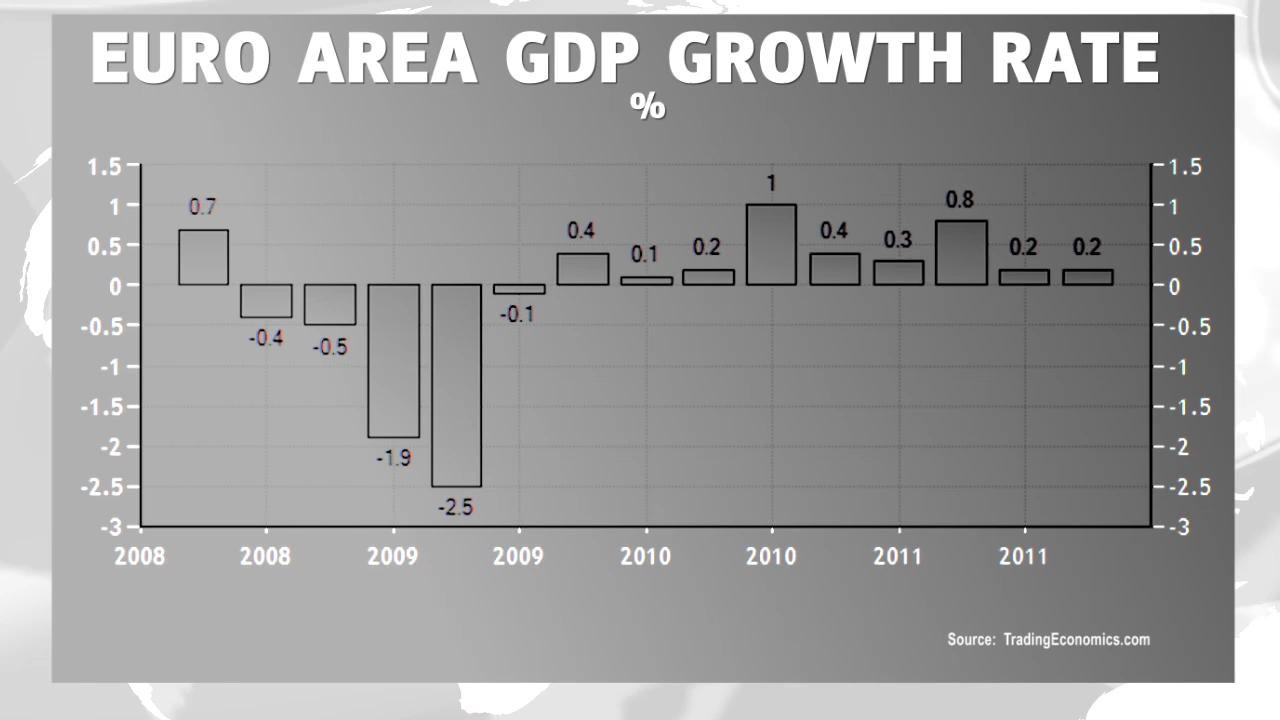 EURO AREA GDP GROWTH RATE
%
1.5 1.5
1 1
0.5 0.5
0 0
-0.5 -0.5
-1 -1
-1.5 -1.5
-2 -2
-2.5 -2.5
-3 -3
0.7 -0.4 -0.5 -1.9 -2.5 -0.1 0.4 0.1 0.2 1 0.4 0.3 0.8 0.2 0.2
2008 2008 2009 2009 2010 2010 2011 2011
Source: TradingEconomics.com